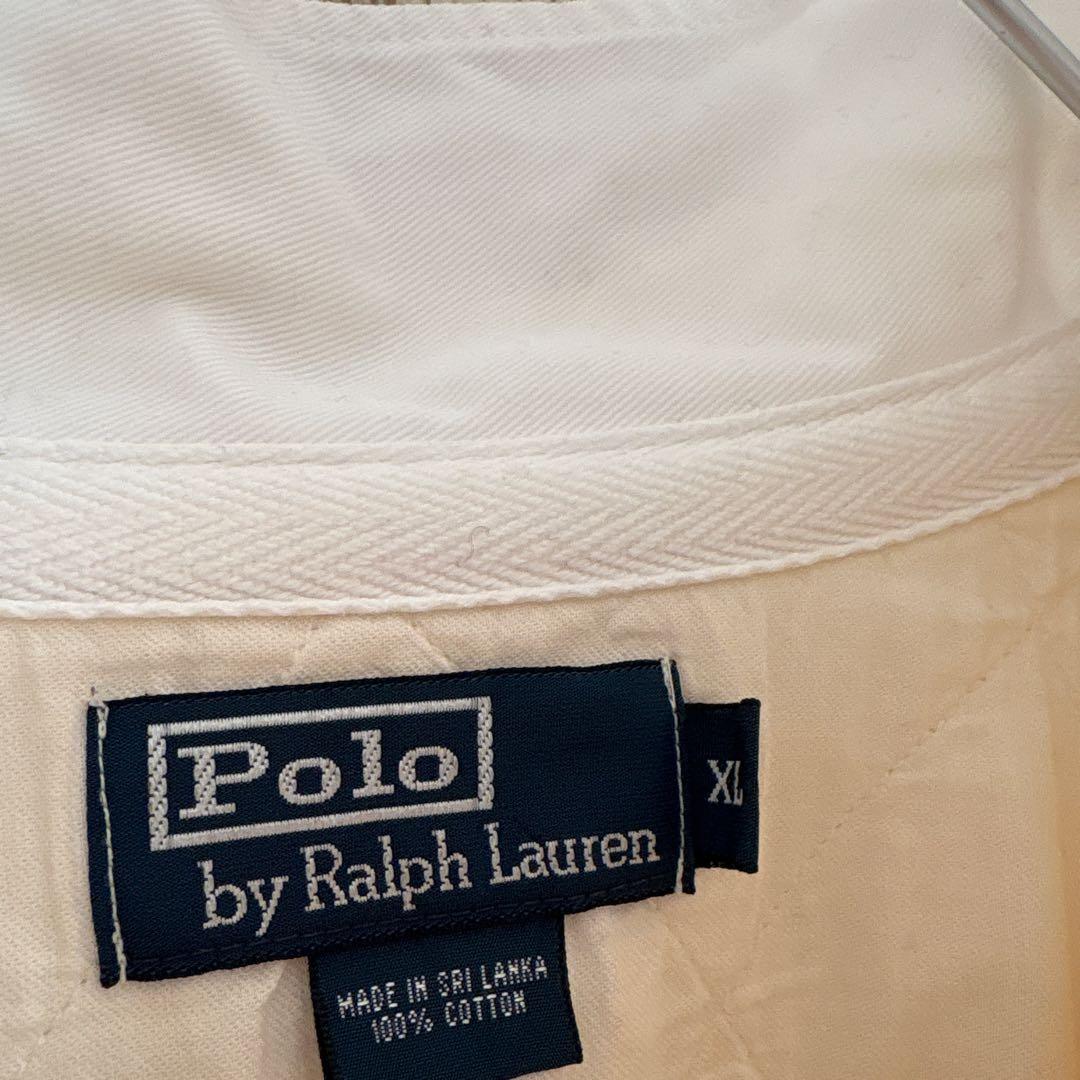 Polo
by Ralph Lauren
XL
MADE IN SRI LANKA
100% COTTON